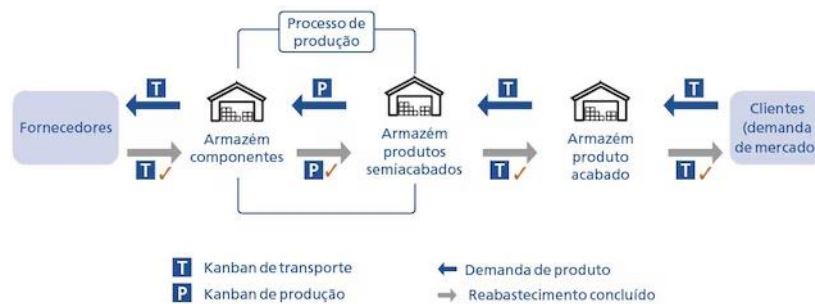 Processo de
produção
T
P
T
T
Fornecedores
Armazém
componentes
Armazém
produtos
semiacabados
Armazém
produto
acabado
Clientes
(demanda
de mercado
T ✓
P ✓
T ✓
T ✓
T Kanban de transporte
P Kanban de produção
Demanda de produto
Reabastecimento concluído